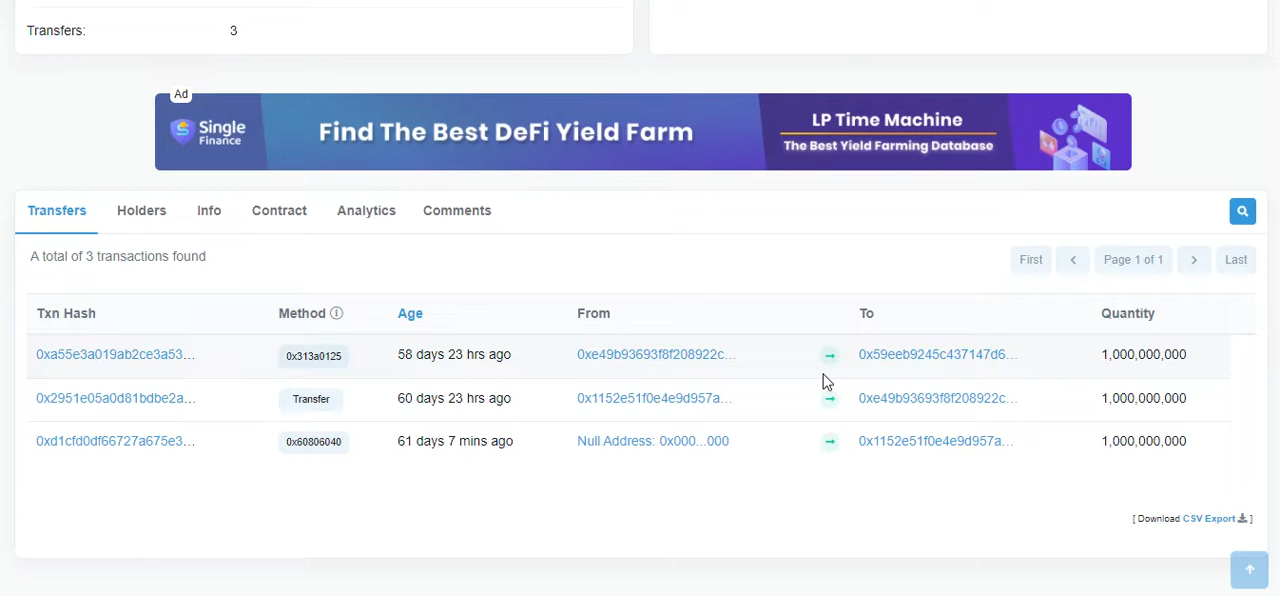 Transfers: 3
Ad
Single Finance
Find The Best DeFi Yield Farm
LP Time Machine
The Best Yield Farming Database
Transfers Holders Info Contract Analytics Comments
A total of 3 transactions found
First Page 1 of 1 Last
Txn Hash Method Age From To Quantity
0xa55e3a019ab2ce3a53... 0x313a0125 58 days 23 hrs ago 0xe49b93693f8f208922c... 0x59eeb9245c437147d6... 1,000,000,000
0x2951e05a0d81bdbe2a... Transfer 60 days 23 hrs ago 0x1152e51f0e4e9d957a... 0xe49b93693f8f208922c... 1,000,000,000
0xd1cfd0df66727a675e3... 0x60806040 61 days 7 mins ago Null Address: 0x000...000 0x1152e51f0e4e9d957a... 1,000,000,000
[ Download CSV Export ]